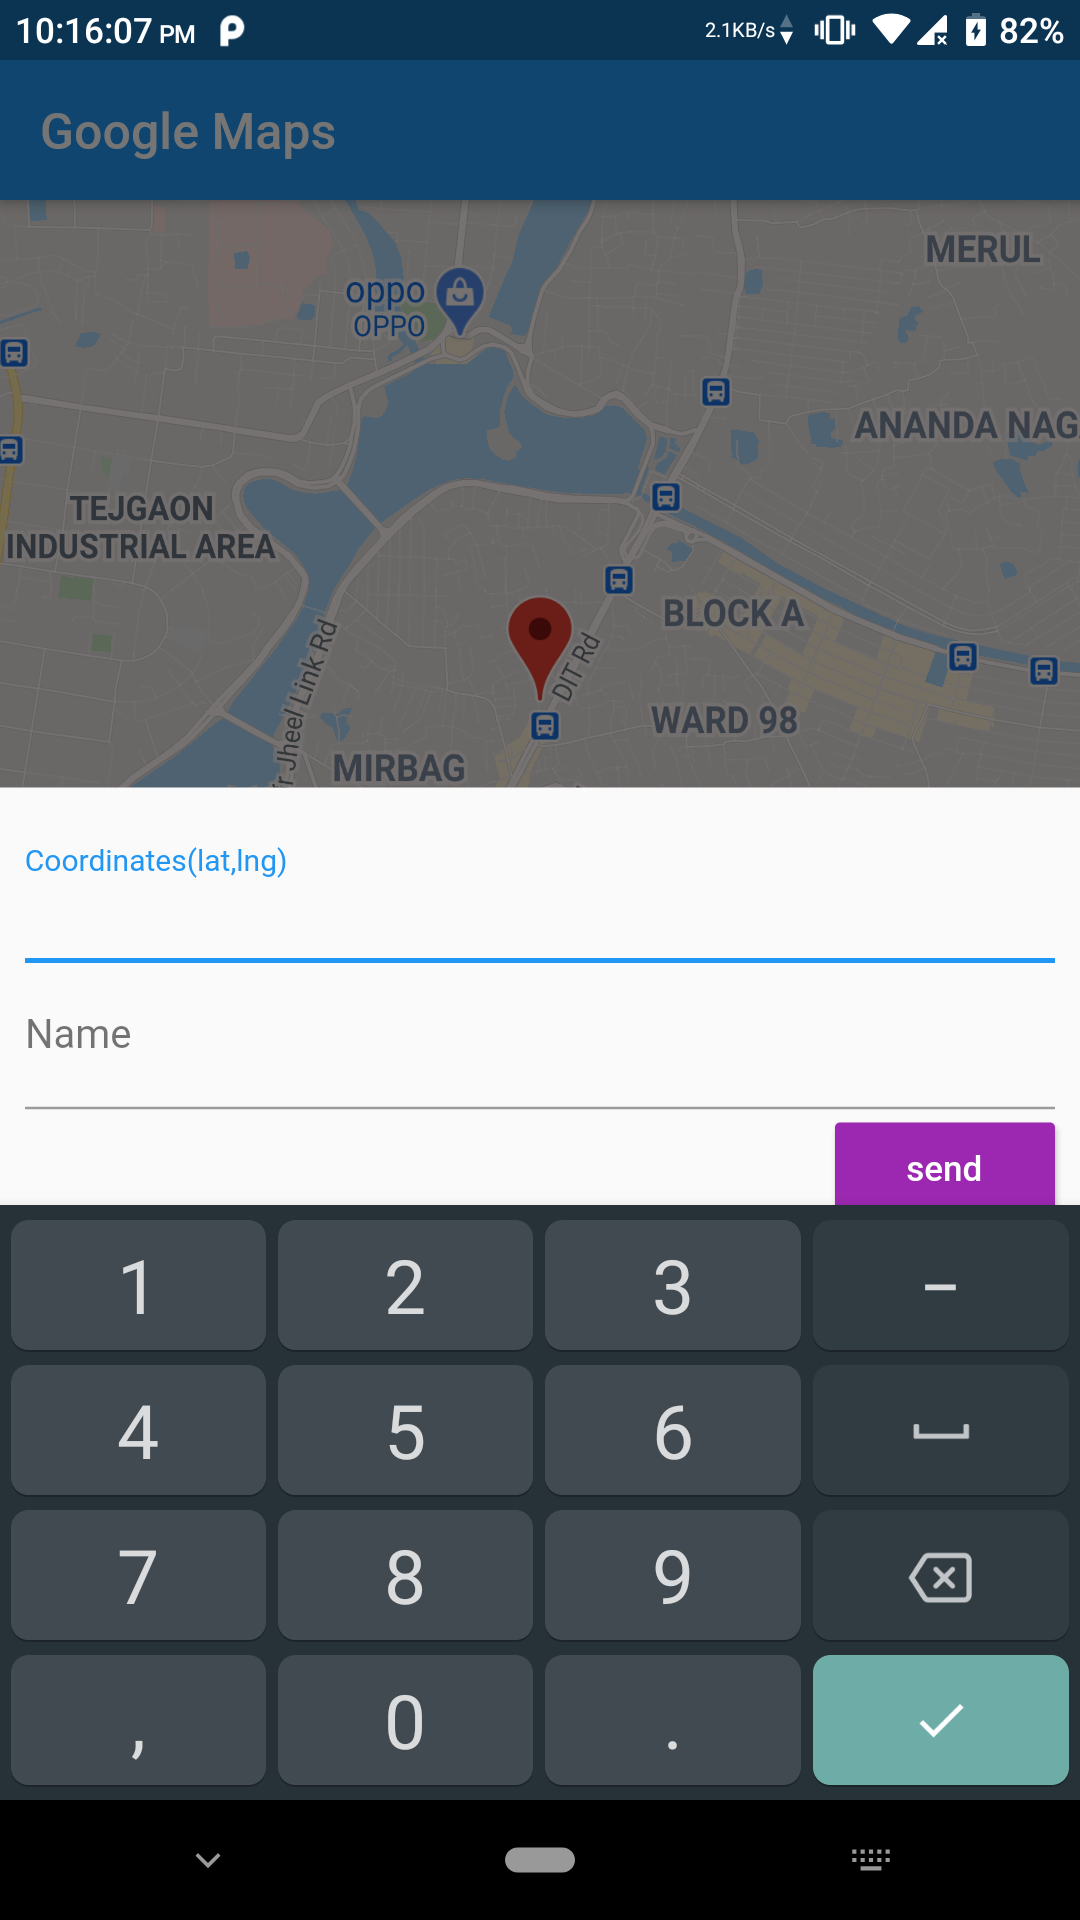 10:16:07 PM
2.1KB/s
82%
Google Maps
MERUL
oppo
OPPO
ANANDA NAG
TEJGAON
INDUSTRIAL AREA
BLOCK A
DIT Rd
WARD 98
Jheel Link Rd
MIRBAG
Coordinates(lat,lng)
Name
send
1 2 3 –
4 5 6
7 8 9
, 0 .